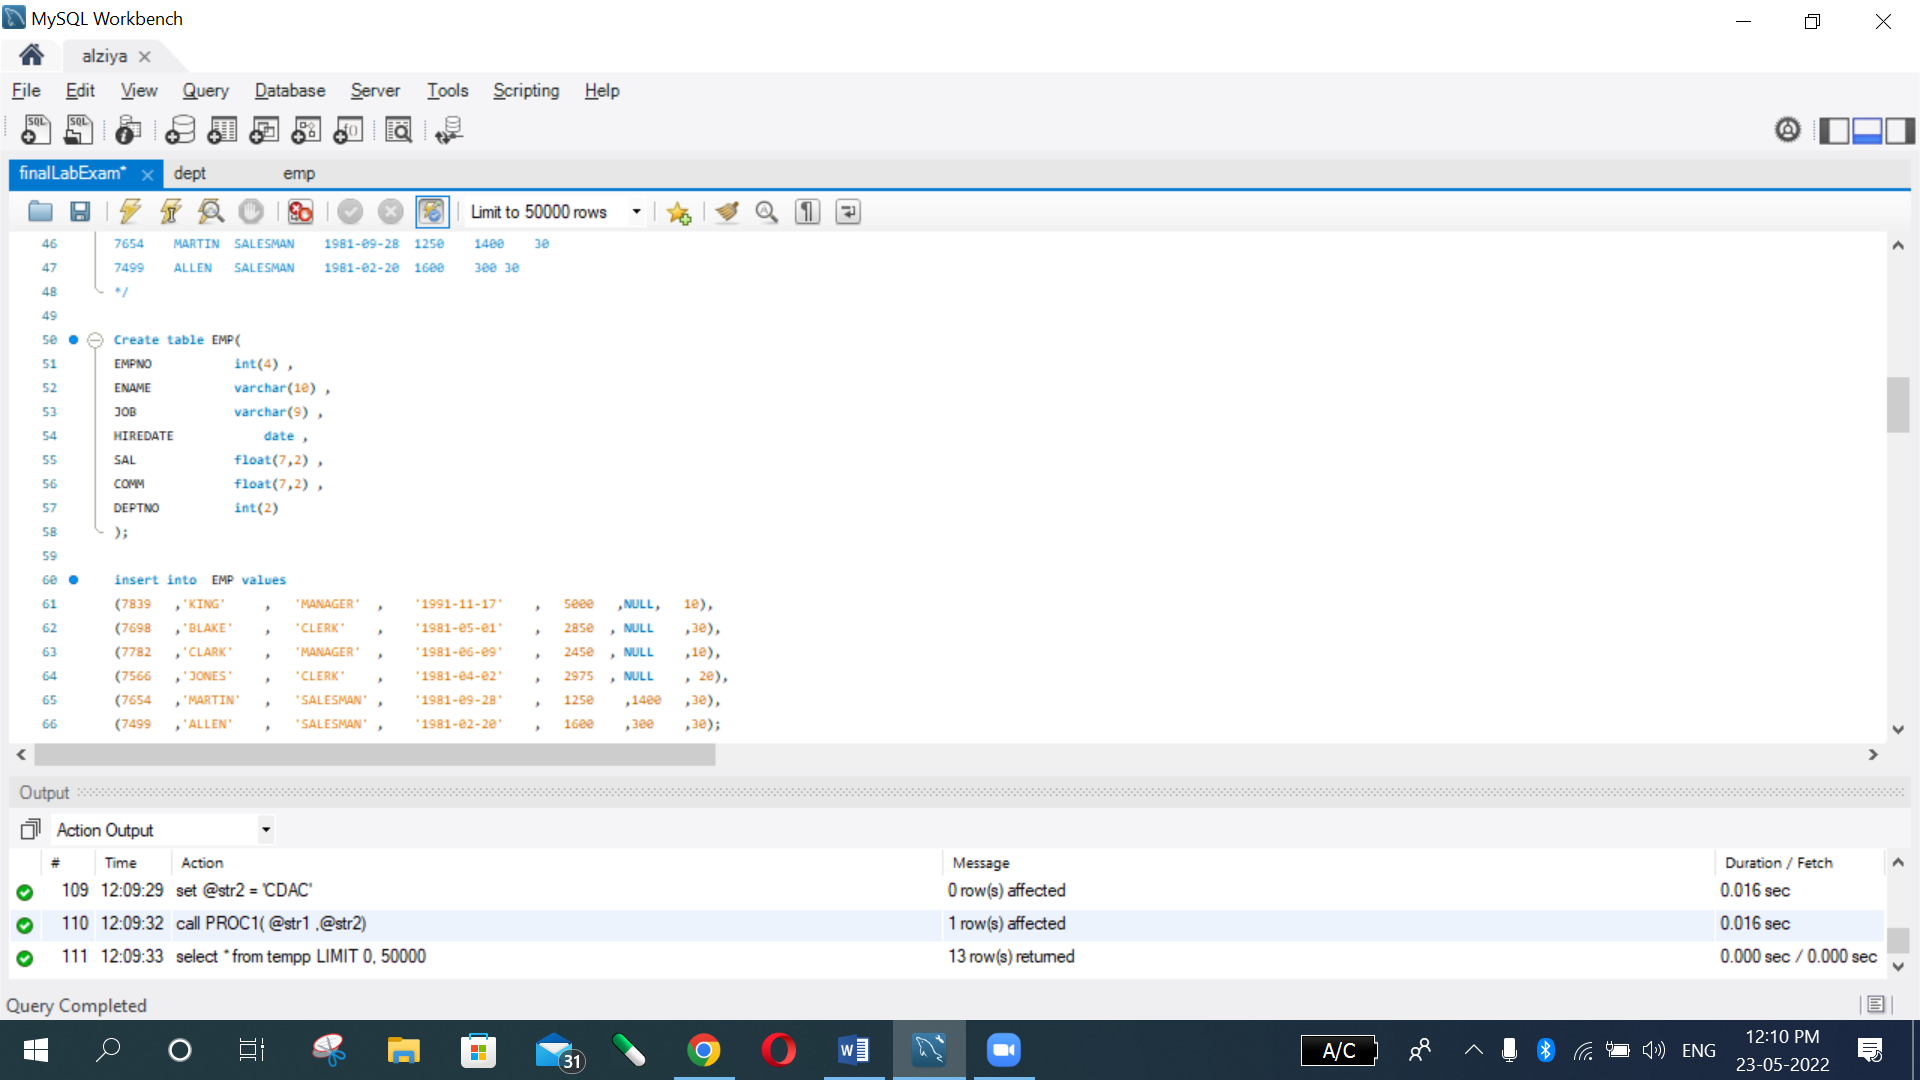 MySQL Workbench
alziya
File Edit View Query Database Server Tools Scripting Help
finalLabExam* dept emp
Limit to 50000 rows
46 7654 MARTIN SALESMAN 1981-09-28 1250 1400 30
47 7499 ALLEN SALESMAN 1981-02-20 1600 300 30
48 */
49
50 Create table EMP(
51 EMPNO int(4) ,
52 ENAME varchar(10) ,
53 JOB varchar(9) ,
54 HIREDATE date ,
55 SAL float(7,2) ,
56 COMM float(7,2) ,
57 DEPTNO int(2)
58 );
59
60 insert into EMP values
61 (7839 ,'KING' , 'MANAGER' , '1991-11-17' , 5000 ,NULL, 10),
62 (7698 ,'BLAKE' , 'CLERK' , '1981-05-01' , 2850 , NULL ,30),
63 (7782 ,'CLARK' , 'MANAGER' , '1981-06-09' , 2450 , NULL ,10),
64 (7566 ,'JONES' , 'CLERK' , '1981-04-02' , 2975 , NULL , 20),
65 (7654 ,'MARTIN' , 'SALESMAN' , '1981-09-28' , 1250 ,1400 ,30),
66 (7499 ,'ALLEN' , 'SALESMAN' , '1981-02-20' , 1600 ,300 ,30);
Output
Action Output
# Time Action Message Duration / Fetch
109 12:09:29 set @str2 = 'CDAC' 0 row(s) affected 0.016 sec
110 12:09:32 call PROC1( @str1 ,@str2) 1 row(s) affected 0.016 sec
111 12:09:33 select * from tempp LIMIT 0, 50000 13 row(s) returned 0.000 sec / 0.000 sec
Query Completed
31
A/C
ENG
12:10 PM
23-05-2022